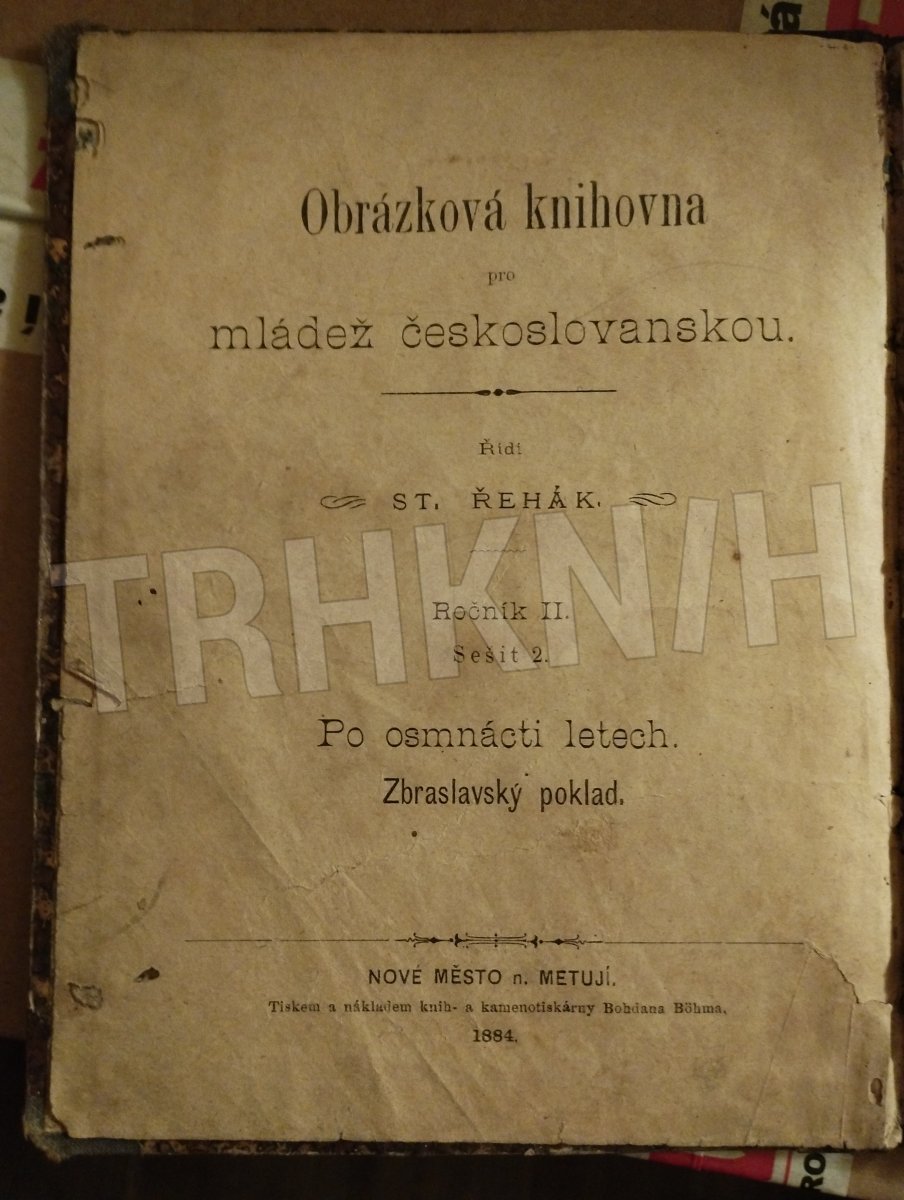 Obrázková knihovna
pro
mládež českoslovanskou.
Řídí
ST. ŘEHÁK.
TRHKNIH
Ročník II.
Sešit 2.
Po osmnácti letech.
Zbraslavský poklad.
NOVÉ MĚSTO n. METUJÍ.
Tiskem a nákladem knih- a kamenotiskárny Bohdana Böhma.
1884.